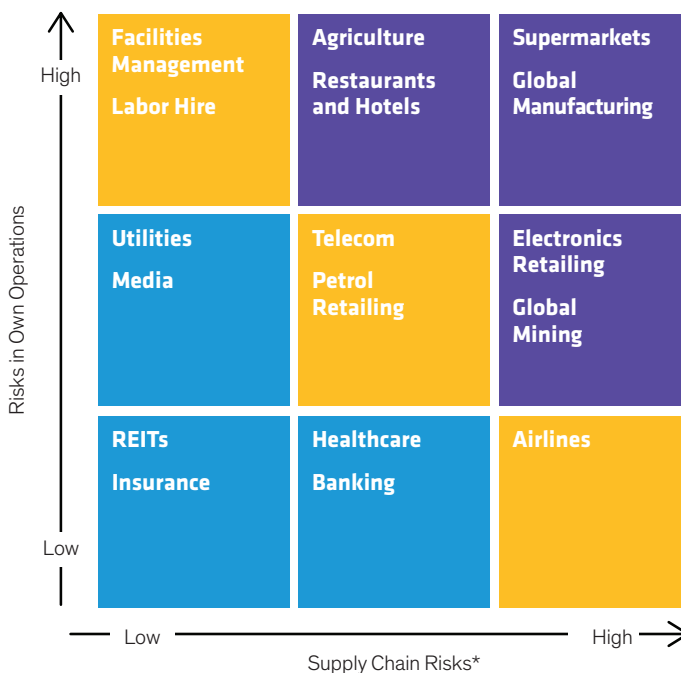 High
Risks in Own Operations
Low
Facilities
Management
Labor Hire
Agriculture
Restaurants
and Hotels
Supermarkets
Global
Manufacturing
Utilities
Media
Telecom
Petrol
Retailing
Electronics
Retailing
Global
Mining
REITs
Insurance
Healthcare
Banking
Airlines
Low
High
Supply Chain Risks*